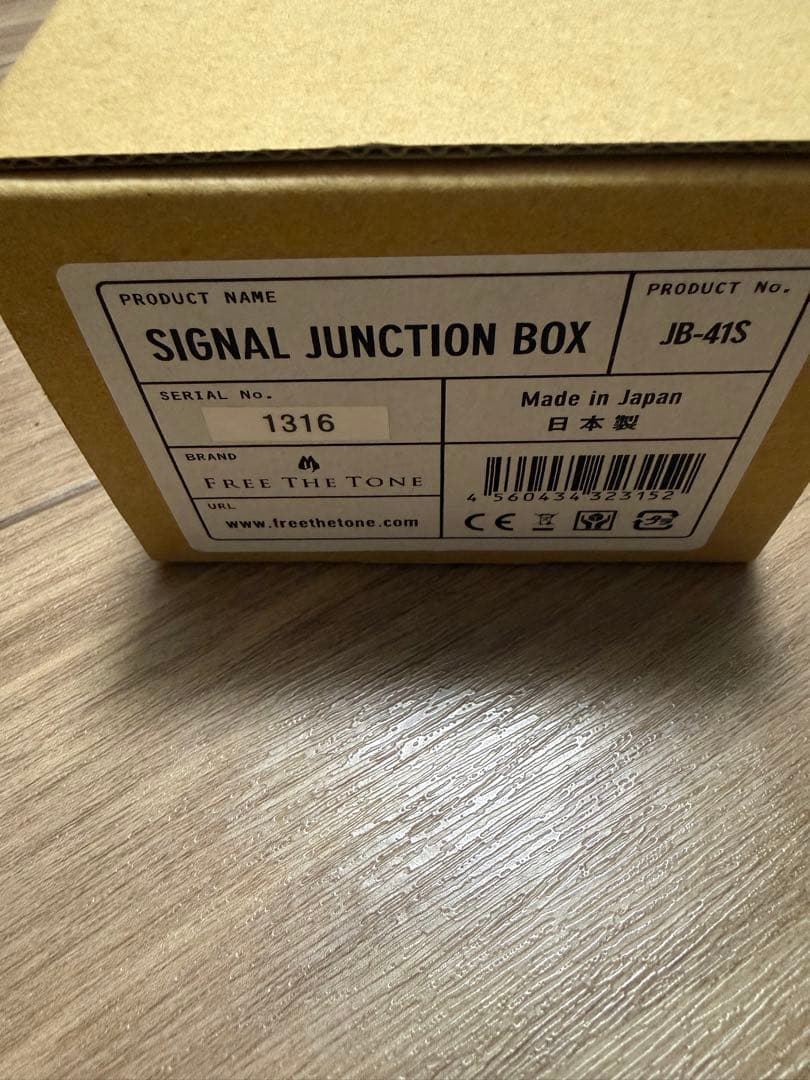 PRODUCT NAME
SIGNAL JUNCTION BOX
PRODUCT No.
JB-41S
SERIAL No.
1316
Made in Japan
日本製
BRAND
FREE THE TONE
URL
www.freethetone.com
4 560434 323152
CE